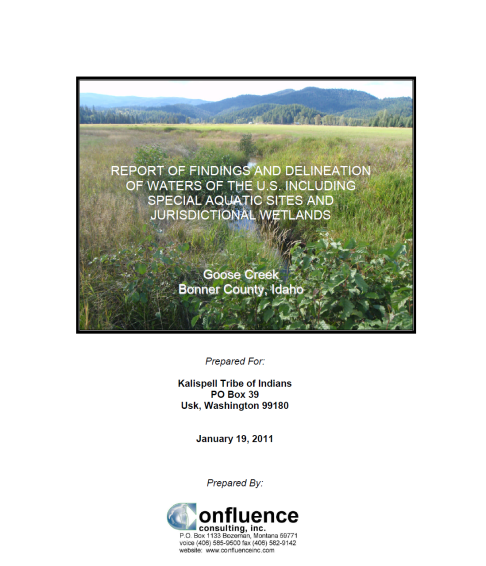 REPORT OF FINDINGS AND DELINEATION
OF WATERS OF THE U.S. INCLUDING
SPECIAL AQUATIC SITES AND
JURISDICTIONAL WETLANDS
Goose Creek
Bonner County, Idaho
Prepared For:
Kalispell Tribe of Indians
PO Box 39
Usk, Washington 99180
January 19, 2011
Prepared By:
Confluence
consulting, inc.
P.O. Box 1133 Bozeman, Montana 59771
voice (406) 585-9500 fax (406) 582-9142
website: www.confluenceinc.com